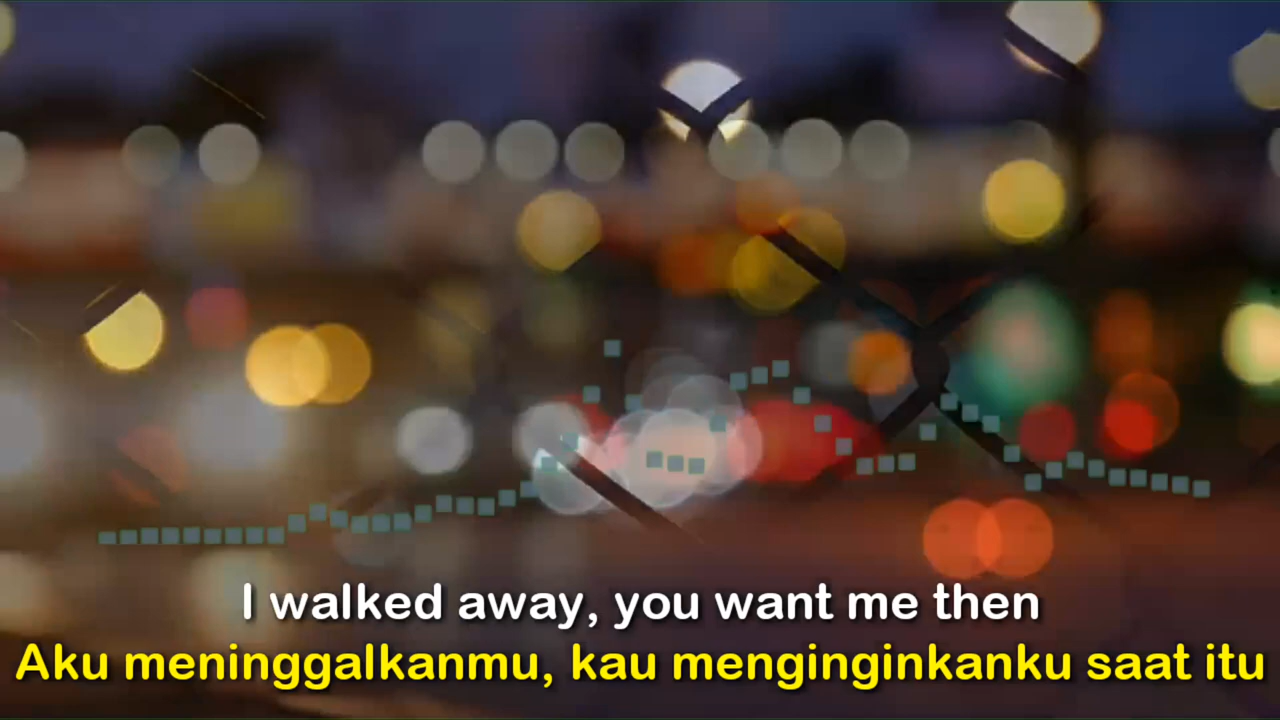 I walked away, you want me then
Aku meninggalkanmu, kau menginginkanku saat itu